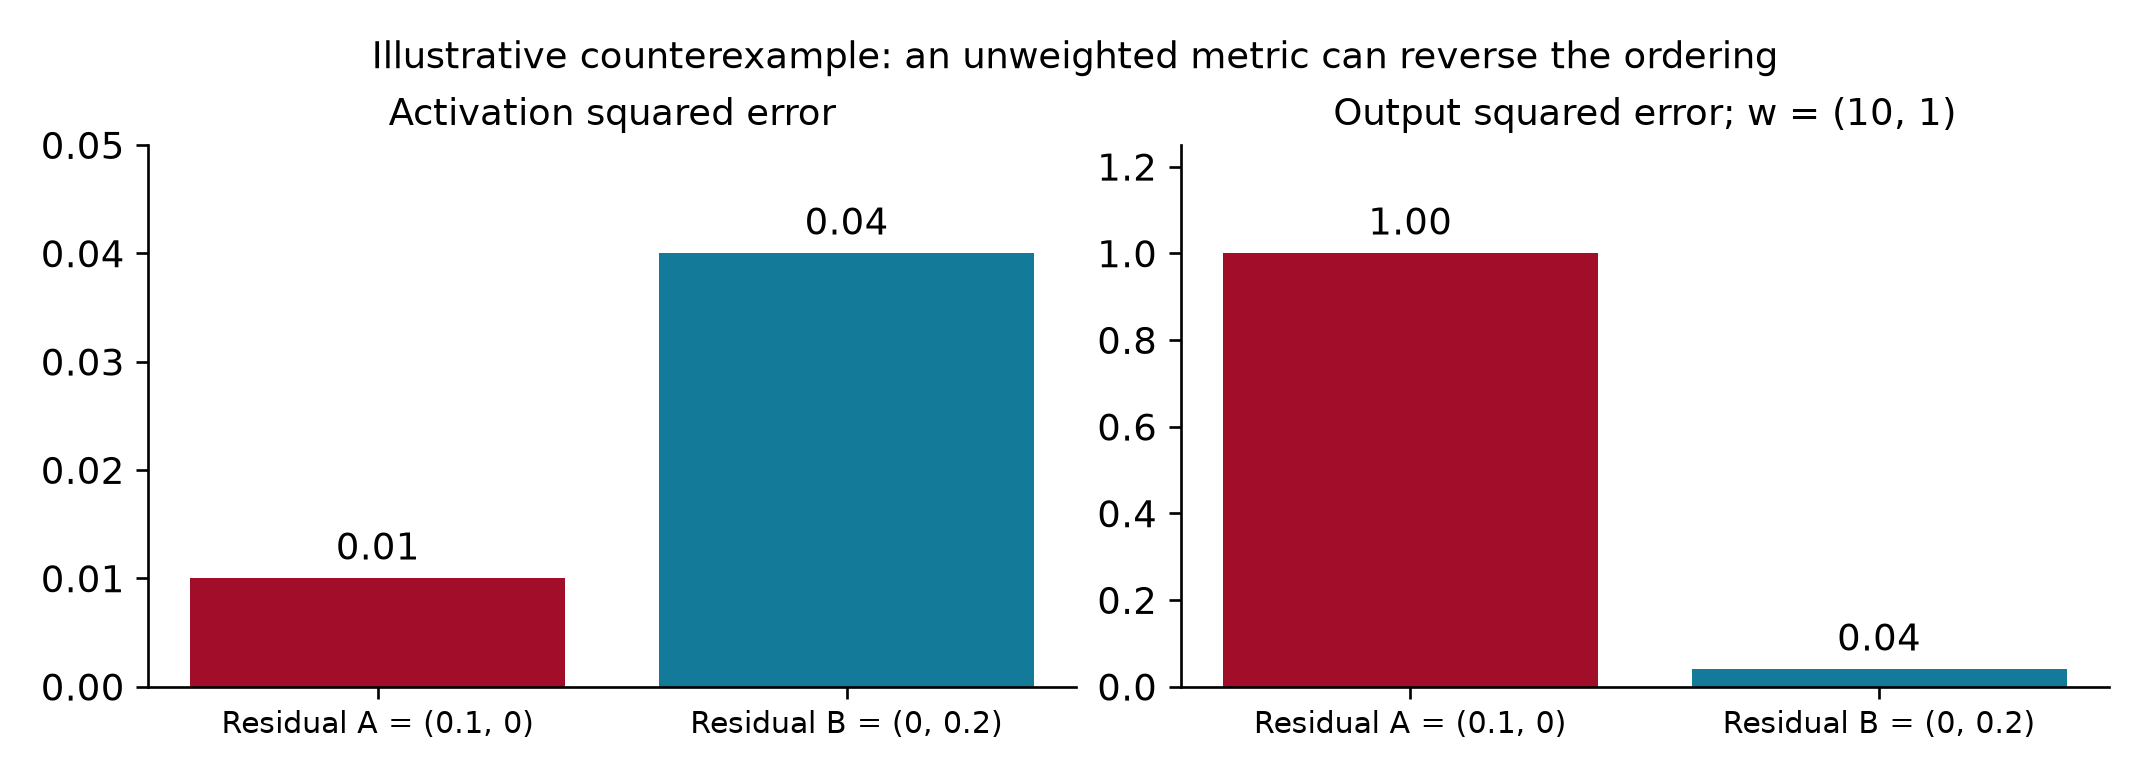 Illustrative counterexample: an unweighted metric can reverse the ordering
Activation squared error
0.05
0.04
0.03
0.02
0.01
0.00
0.01
0.04
Residual A = (0.1, 0)
Residual B = (0, 0.2)
Output squared error; w = (10, 1)
1.2
1.0
0.8
0.6
0.4
0.2
0.0
1.00
0.04
Residual A = (0.1, 0)
Residual B = (0, 0.2)